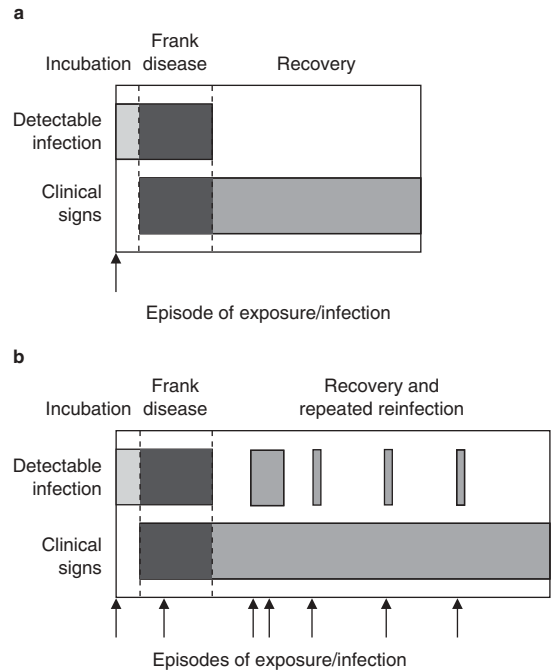 a
Frank
Incubation disease Recovery
Detectable
infection
Clinical
signs
Episode of exposure/infection
b
Frank Recovery and
Incubation disease repeated reinfection
Detectable
infection
Clinical
signs
Episodes of exposure/infection